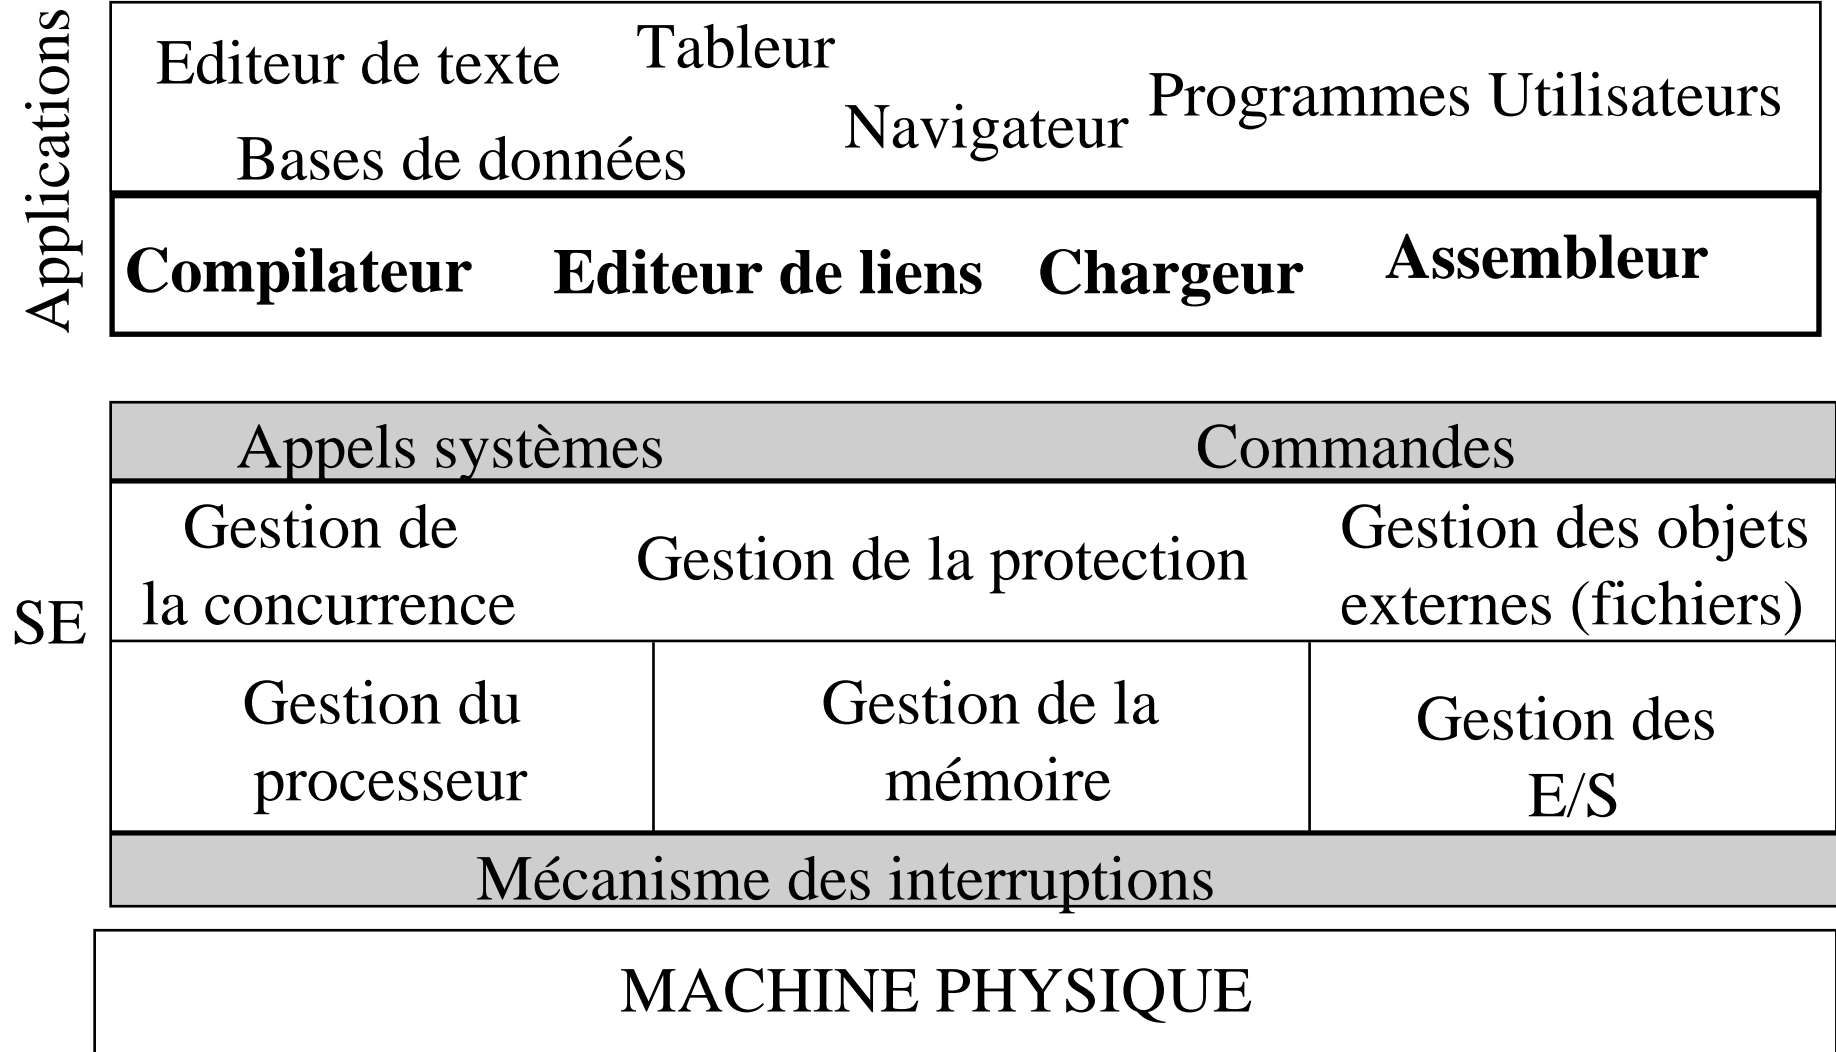 Applications
Editeur de texte
Tableur
Navigateur
Programmes Utilisateurs
Bases de données
Compilateur
Editeur de liens
Chargeur
Assembleur
SE
Appels systèmes
Commandes
Gestion de
la concurrence
Gestion de la protection
Gestion des objets
externes (fichiers)
Gestion du
processeur
Gestion de la
mémoire
Gestion des
E/S
Mécanisme des interruptions
MACHINE PHYSIQUE